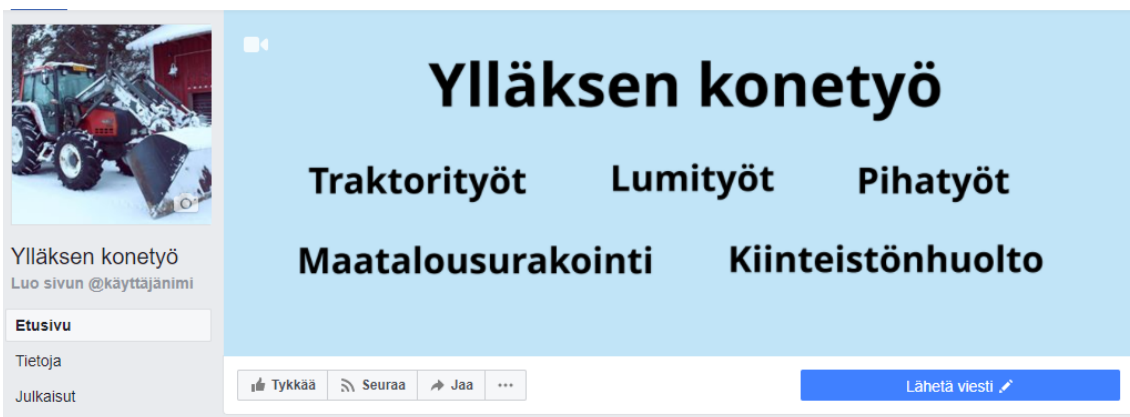 Ylläksen konetyö
Traktorityöt Lumityöt Pihatyöt
Maatalousurakointi Kiinteistönhuolto
Ylläksen konetyö
Luo sivun @käyttäjänimi
Etusivu
Tietoja
Julkaisut
Tykkää Seuraa Jaa ...
Lähetä viesti